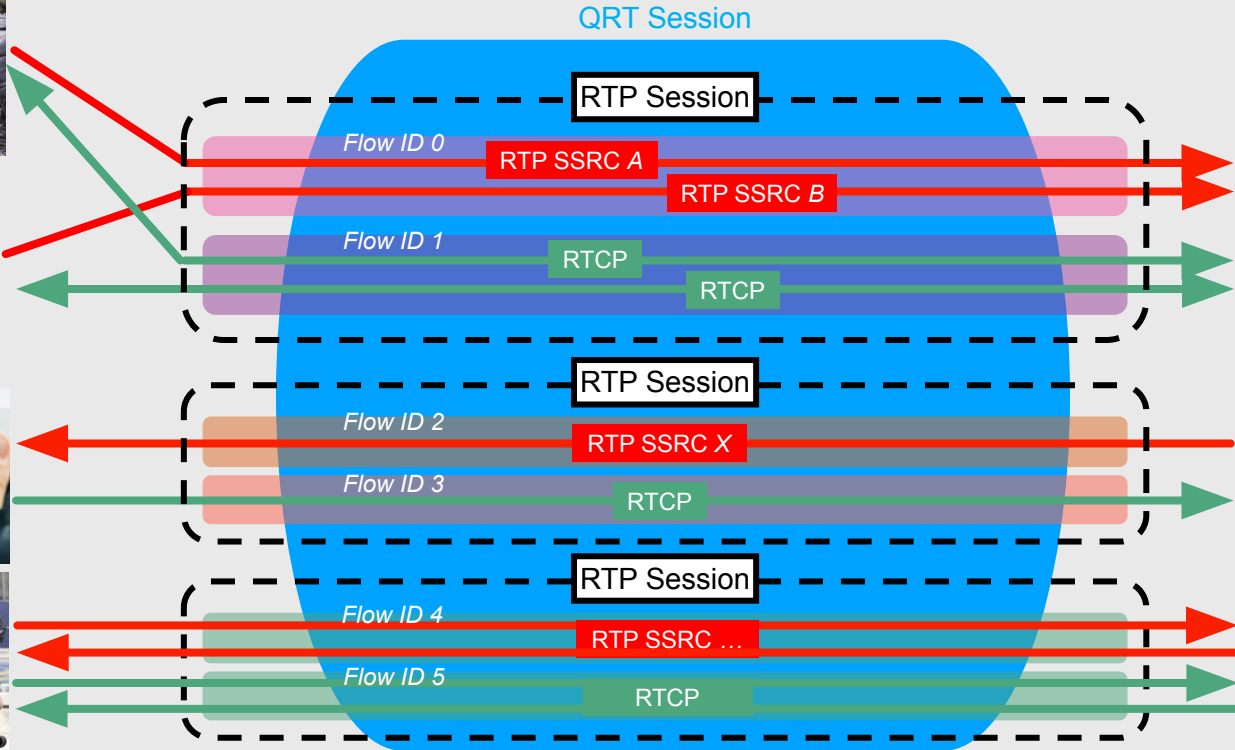 QRT Session
RTP Session
Flow ID 0
RTP SSRC A
RTP SSRC B
Flow ID 1
RTCP
RTCP
RTP Session
Flow ID 2
RTP SSRC X
Flow ID 3
RTCP
RTP Session
Flow ID 4
RTP SSRC …
Flow ID 5
RTCP